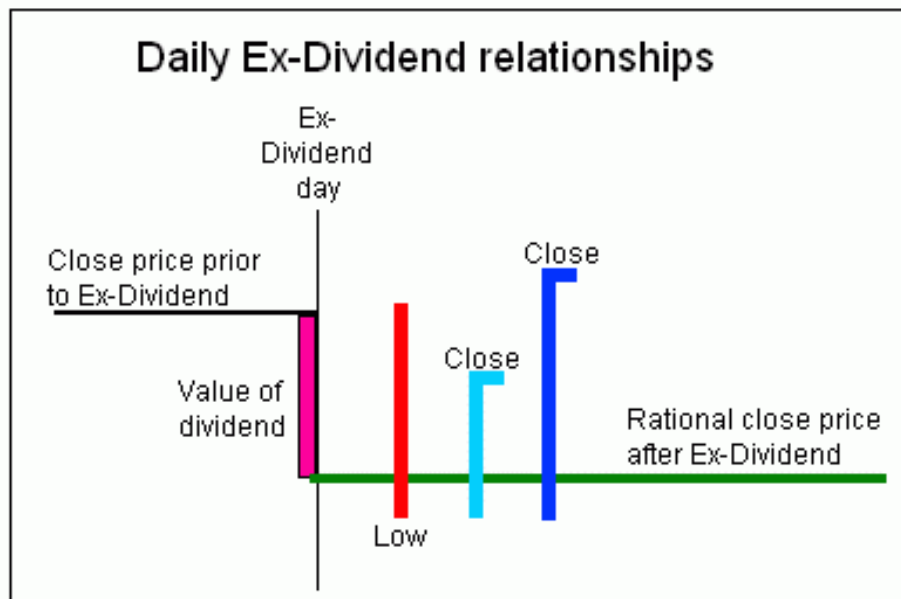 Daily Ex-Dividend relationships
Ex-
Dividend
day
Close price prior
to Ex-Dividend
Close
Close
Value of
dividend
Rational close price
after Ex-Dividend
Low